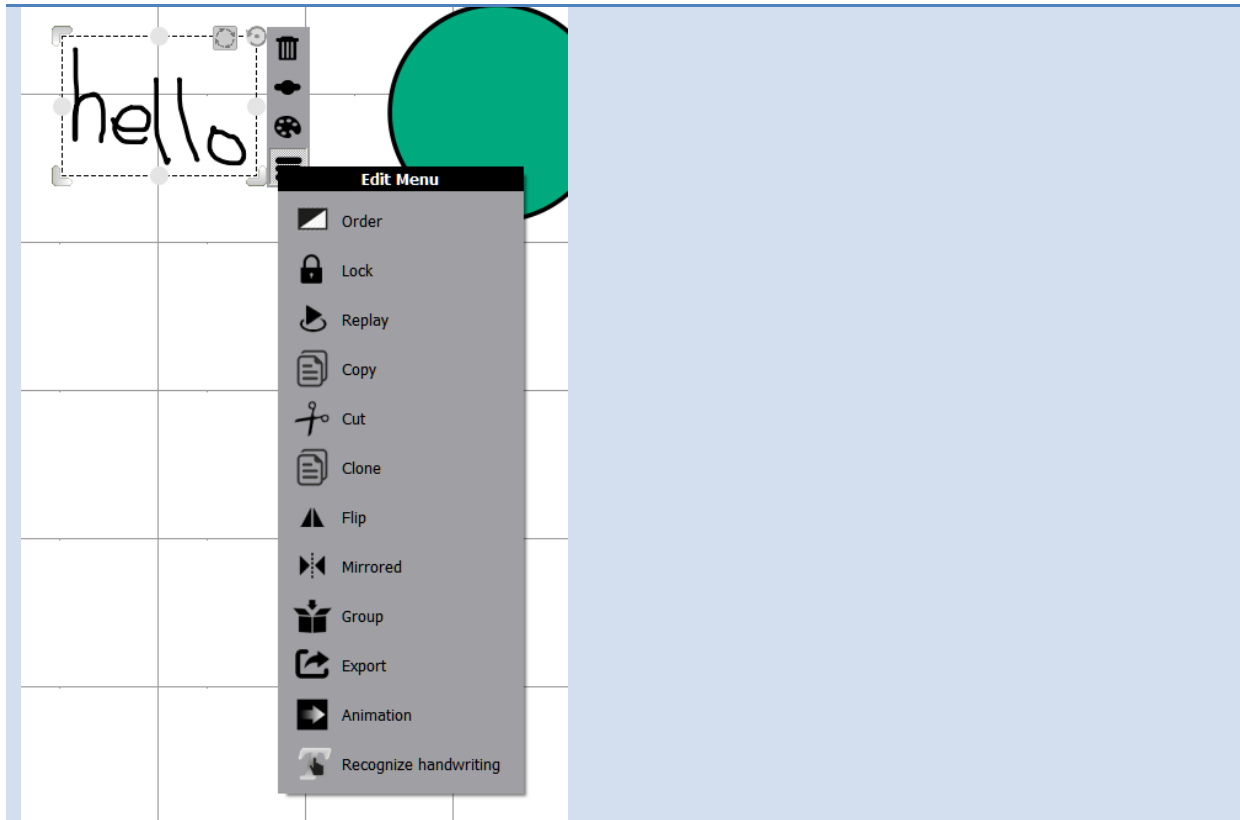 hello
Edit Menu
Order
Lock
Replay
Copy
Cut
Clone
Flip
Mirrored
Group
Export
Animation
Recognize handwriting